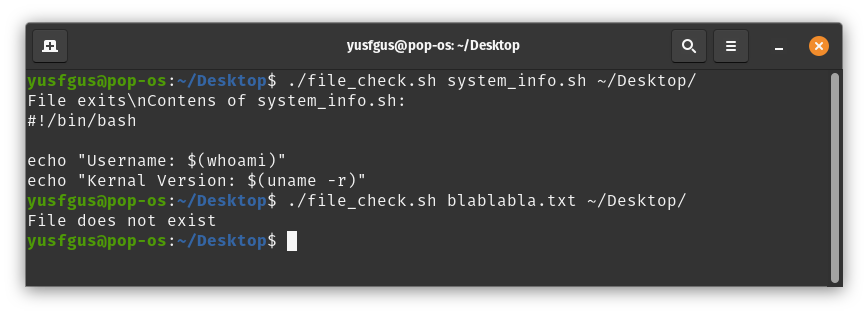 yusfgus@pop-os: ~/Desktop
yusfgus@pop-os:~/Desktop$ ./file_check.sh system_info.sh ~/Desktop/
File exits\nContens of system_info.sh:
#!/bin/bash

echo "Username: $(whoami)"
echo "Kernal Version: $(uname -r)"
yusfgus@pop-os:~/Desktop$ ./file_check.sh blablabla.txt ~/Desktop/
File does not exist
yusfgus@pop-os:~/Desktop$